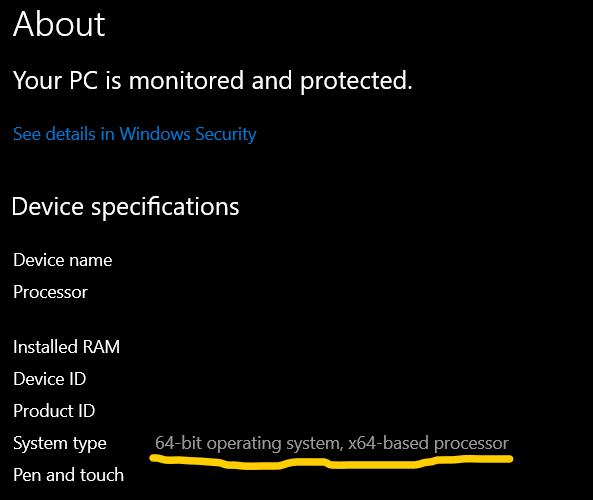 About
Your PC is monitored and protected.
See details in Windows Security
Device specifications
Device name
Processor
Installed RAM
Device ID
Product ID
System type 64-bit operating system, x64-based processor
Pen and touch